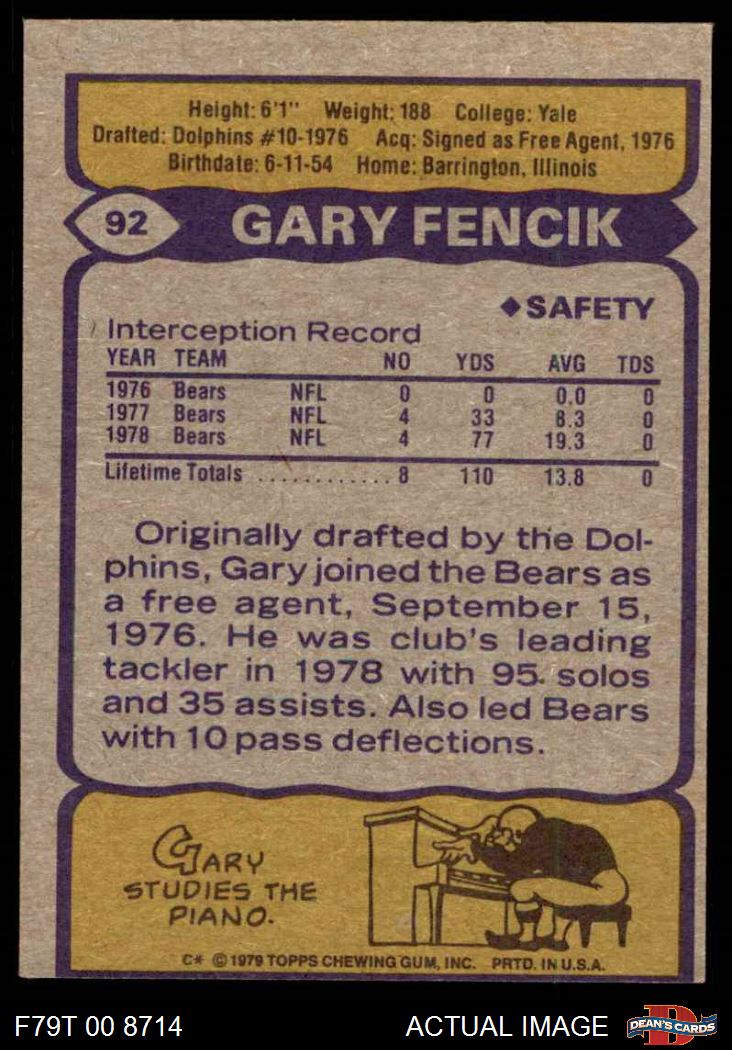 Height: 6'1" Weight: 188 College: Yale
Drafted: Dolphins #10-1976 Acq: Signed as Free Agent, 1976
Birthdate: 6-11-54 Home: Barrington, Illinois
92 GARY FENCIK
◆SAFETY
Interception Record
YEAR TEAM NO YDS AVG TDS
1976 Bears NFL 0 0 0.0 0
1977 Bears NFL 4 33 8.3 0
1978 Bears NFL 4 77 19.3 0
Lifetime Totals ............ 8 110 13.8 0
Originally drafted by the Dol-
phins, Gary joined the Bears as
a free agent, September 15,
1976. He was club's leading
tackler in 1978 with 95 solos
and 35 assists. Also led Bears
with 10 pass deflections.
GARY
STUDIES THE
PIANO.
C* © 1979 TOPPS CHEWING GUM, INC. PRTD. IN U.S.A.
F79T 00 8714 ACTUAL IMAGE D DEAN'S CARDS